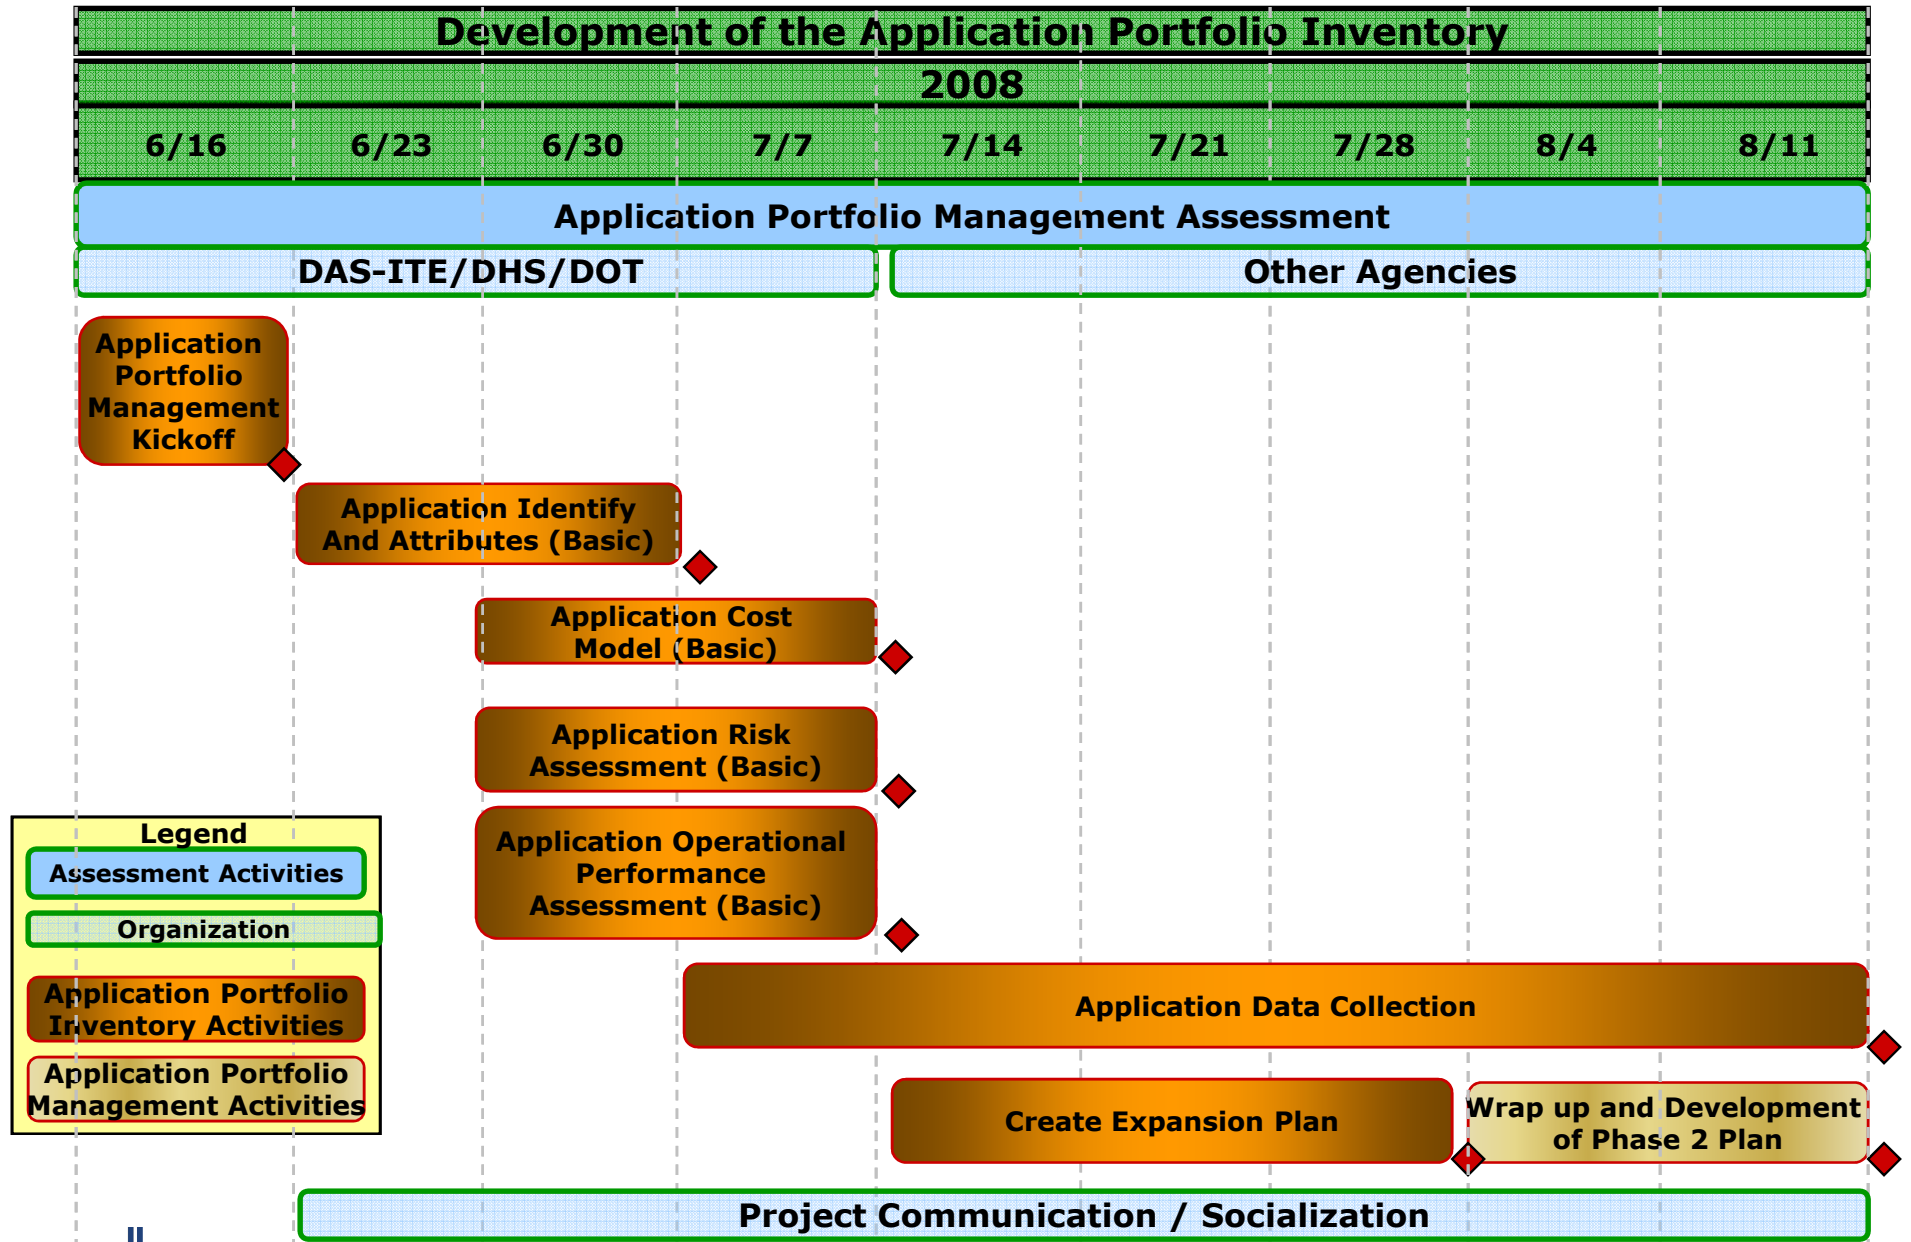 Development of the Application Portfolio Inventory
2008
6/16 6/23 6/30 7/7 7/14 7/21 7/28 8/4 8/11
Application Portfolio Management Assessment
DAS-ITE/DHS/DOT
Other Agencies
Application
Portfolio
Management
Kickoff
Application Identify
And Attributes (Basic)
Application Cost
Model (Basic)
Application Risk
Assessment (Basic)
Application Operational
Performance
Assessment (Basic)
Legend
Assessment Activities
Organization
Application Portfolio
Inventory Activities
Application Portfolio
Management Activities
Application Data Collection
Create Expansion Plan
Wrap up and Development
of Phase 2 Plan
Project Communication / Socialization